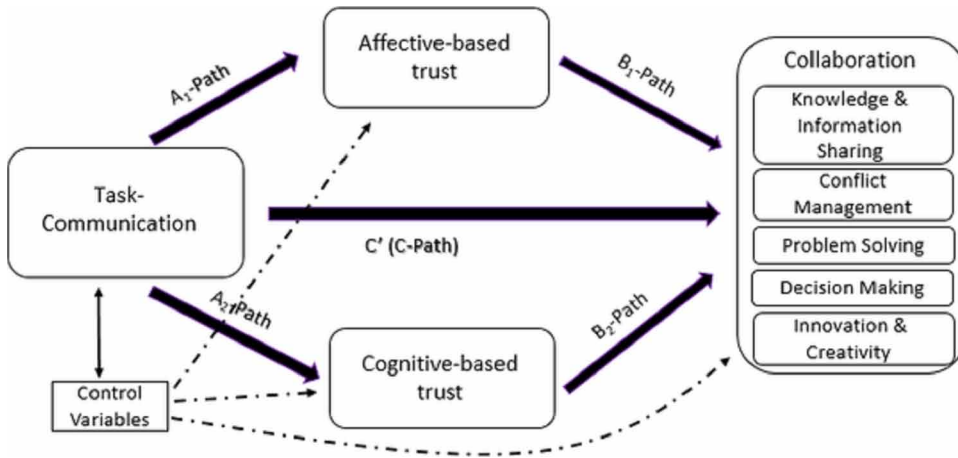 Affective-based
trust
A₁-Path
B₁-Path
Collaboration
Knowledge &
Information
Sharing
Conflict
Management
Problem Solving
Decision Making
Innovation &
Creativity
Task-
Communication
C' (C-Path)
A₂-Path
B₂-Path
Cognitive-based
trust
Control
Variables